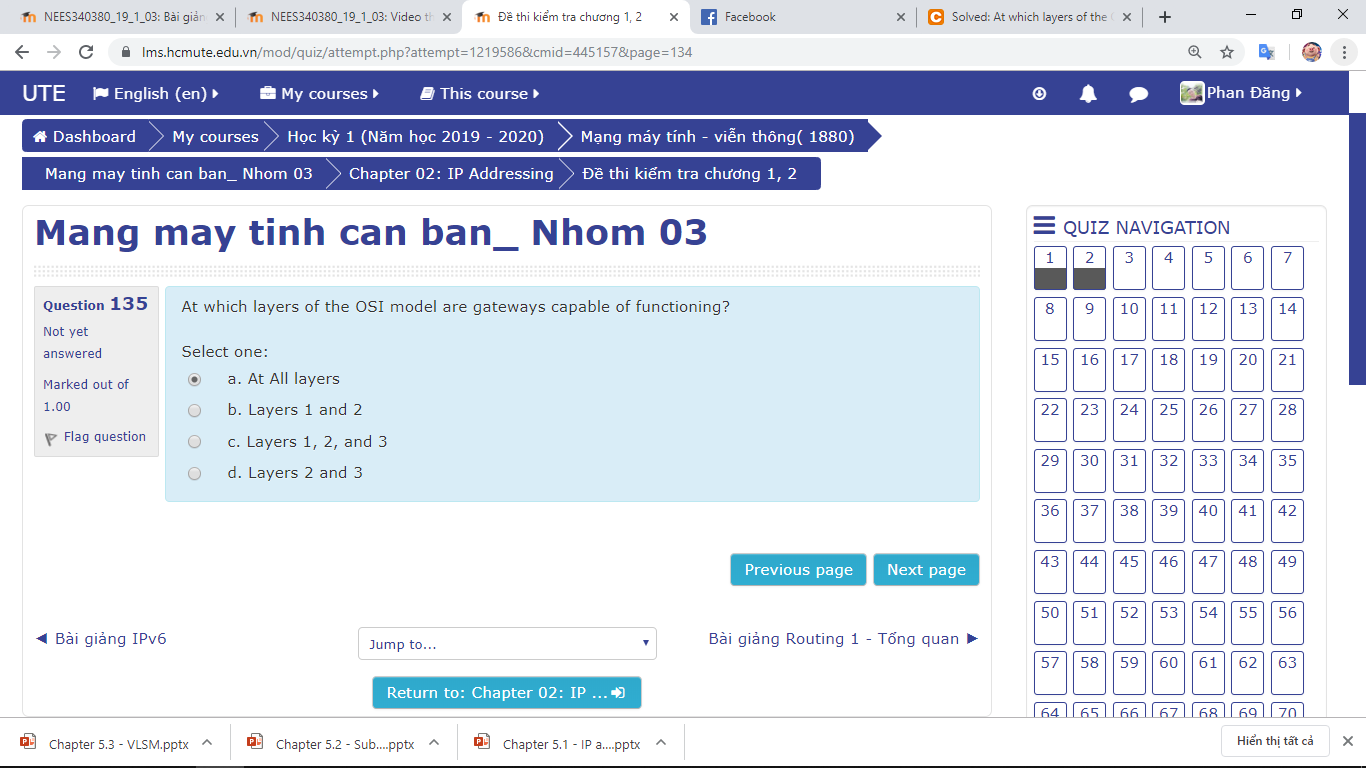 NEES340380_19_1_03: Bài giản
NEES340380_19_1_03: Video th
Đề thi kiểm tra chương 1, 2
Facebook
Solved: At which layers of the
lms.hcmute.edu.vn/mod/quiz/attempt.php?attempt=1219586&cmid=445157&page=134
UTE
English (en)
My courses
This course
Phan Đăng
Dashboard
My courses
Học kỳ 1 (Năm học 2019 - 2020)
Mạng máy tính - viễn thông( 1880)
Mang may tinh can ban_ Nhom 03
Chapter 02: IP Addressing
Đề thi kiểm tra chương 1, 2
Mang may tinh can ban_ Nhom 03
Question 135
Not yet
answered
Marked out of
1.00
Flag question
At which layers of the OSI model are gateways capable of functioning?
Select one:
a. At All layers
b. Layers 1 and 2
c. Layers 1, 2, and 3
d. Layers 2 and 3
Previous page
Next page
◄ Bài giảng IPv6
Jump to...
Bài giảng Routing 1 - Tổng quan ►
Return to: Chapter 02: IP ...
QUIZ NAVIGATION
1 2 3 4 5 6 7
8 9 10 11 12 13 14
15 16 17 18 19 20 21
22 23 24 25 26 27 28
29 30 31 32 33 34 35
36 37 38 39 40 41 42
43 44 45 46 47 48 49
50 51 52 53 54 55 56
57 58 59 60 61 62 63
64 65 66 67 68 69 70
Chapter 5.3 - VLSM.pptx
Chapter 5.2 - Sub....pptx
Chapter 5.1 - IP a....pptx
Hiển thị tất cả